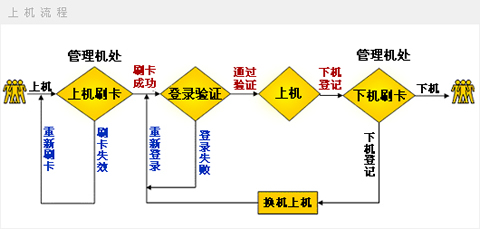 上机流程
管理机处
管理机处
上机
上机刷卡
刷卡
成功
登录验证
通过
验证
上机
下机
登记
下机刷卡
下机
重新刷卡
刷卡失效
重新登录
登录失败
下机登记
换机上机